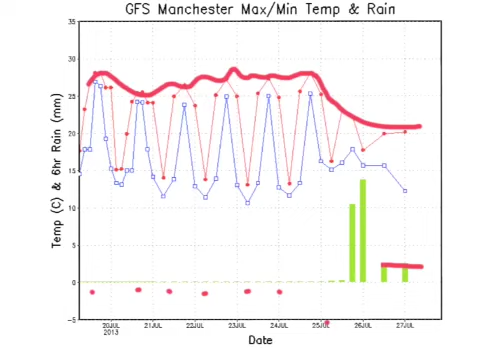 GFS Manchester Max/Min Temp & Rain
Temp (C) & 6hr Rain (mm)
35
30
25
20
15
10
5
0
-5
20JUL 21JUL 22JUL 23JUL 24JUL 25JUL 26JUL 27JUL
2013
Date